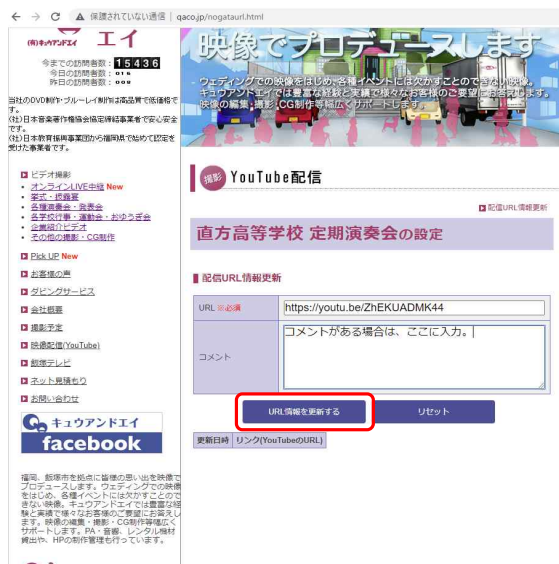 保護されていない通信 | qaco.jp/nogataurl.html
(有)キュウアンドエイ エイ
今までの訪問者数： 15436
今日の訪問者数：
昨日の訪問者数：
当社のDVD制作・ブルーレイ制作は高品質で低価格です。
(社)日本音楽著作権協会協定締結事業者で安心安全です。
(社)日本教育振興事業団から福岡県で始めて認定を受けた事業者です。
ビデオ撮影
オンラインLIVE中継 New
挙式・披露宴
各種演奏会・発表会
各学校行事・運動会・おゆうぎ会
企業紹介ビデオ
その他の撮影・CG制作
Pick UP New
お客様の声
ダビングサービス
会社概要
撮影予定
映像配信(YouTube)
飯塚テレビ
ネット見積もり
お問い合わせ
キュウアンドエイ
facebook
福岡、飯塚市を拠点に皆様の思い出を映像で
プロデュースします。ウェディングでの映像
をはじめ、各種イベントには欠かすことので
きない映像。キュウアンドエイでは豊富な経
験と実績で様々なお客様のご要望にお答えし
ます。映像の編集・撮影・CG制作等幅広く
サポートします。PA・音響、レンタル機材
貸出や、HPの制作管理も行っています。
映像でプロデュースします
ウェディングでの映像をはじめ、各種イベントには欠かすことのできない映像。
キュウアンドエイでは豊富な経験と実績で様々なお客様のご要望にお答えします。
映像の編集・撮影・CG制作等幅広くサポートします。
撮影 YouTube配信
配信URL情報更新
直方高等学校 定期演奏会の設定
配信URL情報更新
URL ※必須 https://youtu.be/ZhEKUADMK44
コメント コメントがある場合は、ここに入力。
URL情報を更新する リセット
更新日時 リンク(YouTubeのURL)